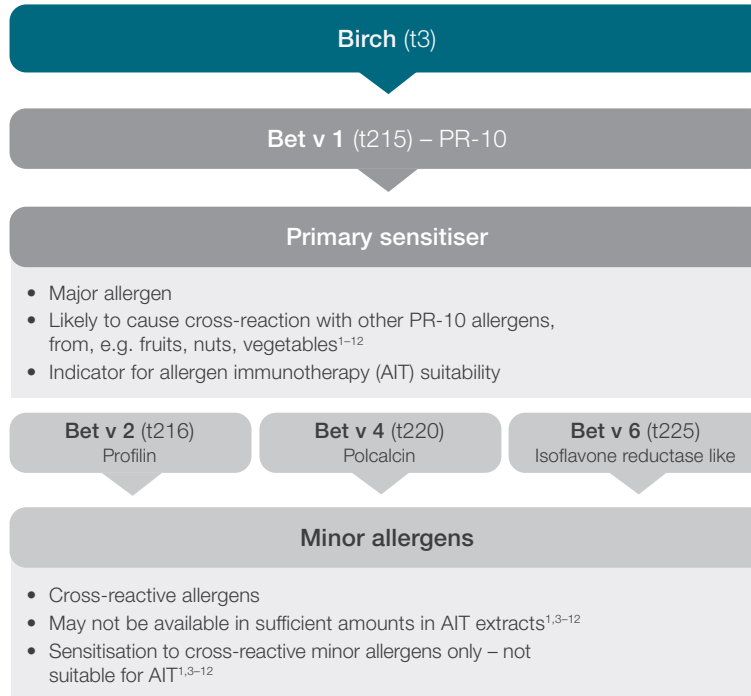 Birch (t3)
Bet v 1 (t215) – PR-10
Primary sensitiser
• Major allergen
• Likely to cause cross-reaction with other PR-10 allergens,
from, e.g. fruits, nuts, vegetables1–12
• Indicator for allergen immunotherapy (AIT) suitability
Bet v 2 (t216)
Profilin
Bet v 4 (t220)
Polcalcin
Bet v 6 (t225)
Isoflavone reductase like
Minor allergens
• Cross-reactive allergens
• May not be available in sufficient amounts in AIT extracts1,3–12
• Sensitisation to cross-reactive minor allergens only – not
suitable for AIT1,3–12